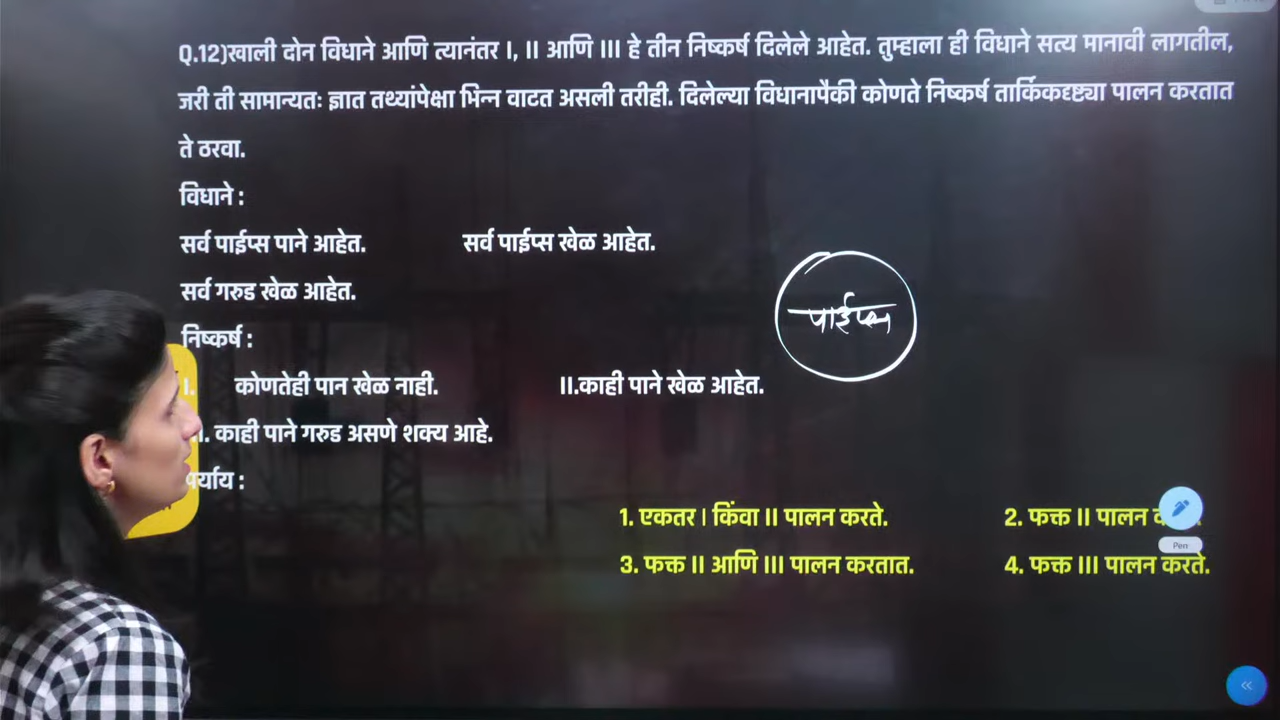 Q.12)खाली दोन विधाने आणि त्यानंतर I, II आणि III हे तीन निष्कर्ष दिलेले आहेत. तुम्हाला ही विधाने सत्य मानावी लागतील,
जरी ती सामान्यतः ज्ञात तथ्यांपेक्षा भिन्न वाटत असली तरीही. दिलेल्या विधानापैकी कोणते निष्कर्ष तार्किकदृष्ट्या पालन करतात
ते ठरवा.
विधाने :
सर्व पाईप्स पाने आहेत. सर्व पाईप्स खेळ आहेत.
सर्व गरुड खेळ आहेत.
पाईप्स
निष्कर्ष :
I. कोणतेही पान खेळ नाही. II.काही पाने खेळ आहेत.
काही पाने गरुड असणे शक्य आहे.
पर्याय :
1. एकतर I किंवा II पालन करते. 2. फक्त II पालन
Pen
3. फक्त II आणि III पालन करतात. 4. फक्त III पालन करते.